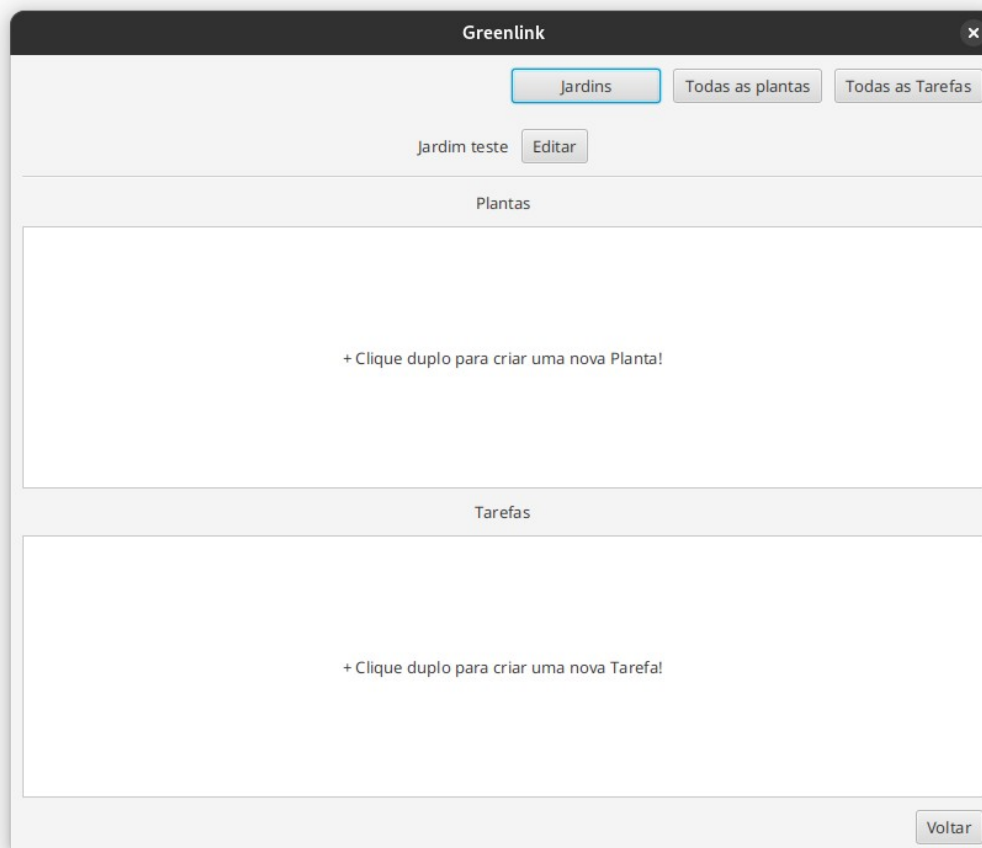 Greenlink
Jardins Todas as plantas Todas as Tarefas
Jardim teste Editar
Plantas
+ Clique duplo para criar uma nova Planta!
Tarefas
+ Clique duplo para criar uma nova Tarefa!
Voltar